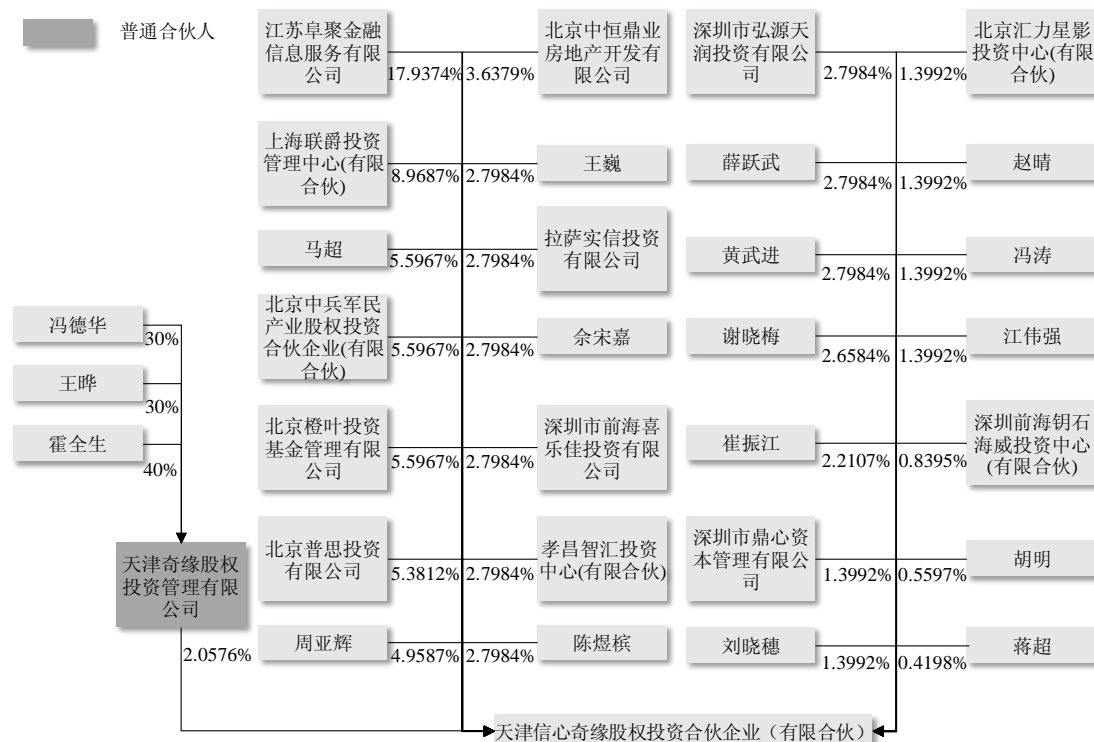 普通合伙人
江苏阜聚金融
信息服务有限
公司
17.9374%
3.6379%
北京中恒鼎业
房地产开发有
限公司
深圳市弘源天
润投资有限公
司
2.7984%
1.3992%
北京汇力星影
投资中心(有限
合伙)
上海联爵投资
管理中心(有限
合伙)
8.9687%
2.7984%
王巍
薛跃武
2.7984%
1.3992%
赵晴
马超
5.5967%
2.7984%
拉萨实信投资
有限公司
黄武进
2.7984%
1.3992%
冯涛
北京中兵军民
产业股权投资
合伙企业(有限
合伙)
5.5967%
2.7984%
佘宋嘉
谢晓梅
2.6584%
1.3992%
江伟强
冯德华
30%
王晔
30%
霍全生
40%
北京橙叶投资
基金管理有限
公司
5.5967%
2.7984%
深圳市前海喜
乐佳投资有限
公司
崔振江
2.2107%
0.8395%
深圳前海钥石
海威投资中心
(有限合伙)
天津奇缘股权
投资管理有限
公司
2.0576%
北京普思投资
有限公司
5.3812%
2.7984%
孝昌智汇投资
中心(有限合伙)
深圳市鼎心资
本管理有限公
司
1.3992%
0.5597%
胡明
周亚辉
4.9587%
2.7984%
陈煜槟
刘晓穗
1.3992%
0.4198%
蒋超
天津信心奇缘股权投资合伙企业（有限合伙）